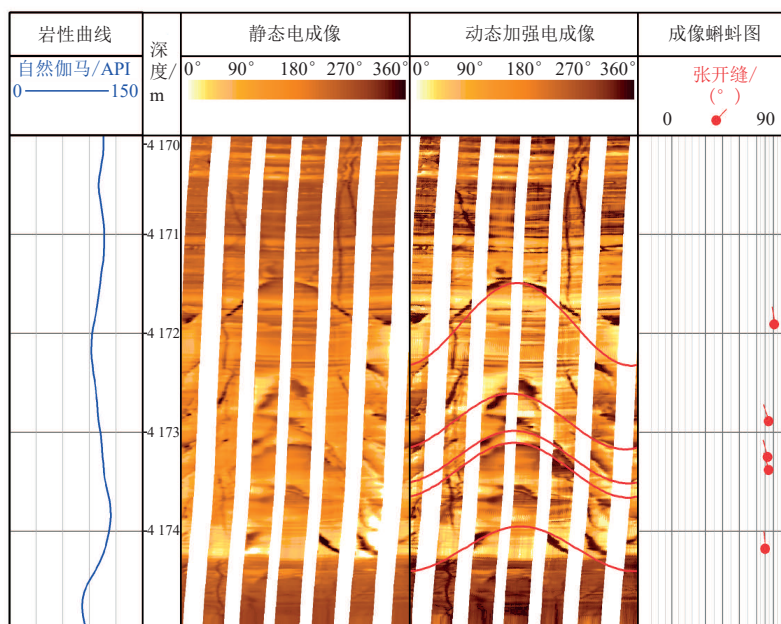 岩性曲线
自然伽马/API
0 150
深
度/
m
静态电成像
0° 90° 180° 270° 360°
动态加强电成像
0° 90° 180° 270° 360°
成像蝌蚪图
张开缝/
(°)
0 90
4 170
4 171
4 172
4 173
4 174